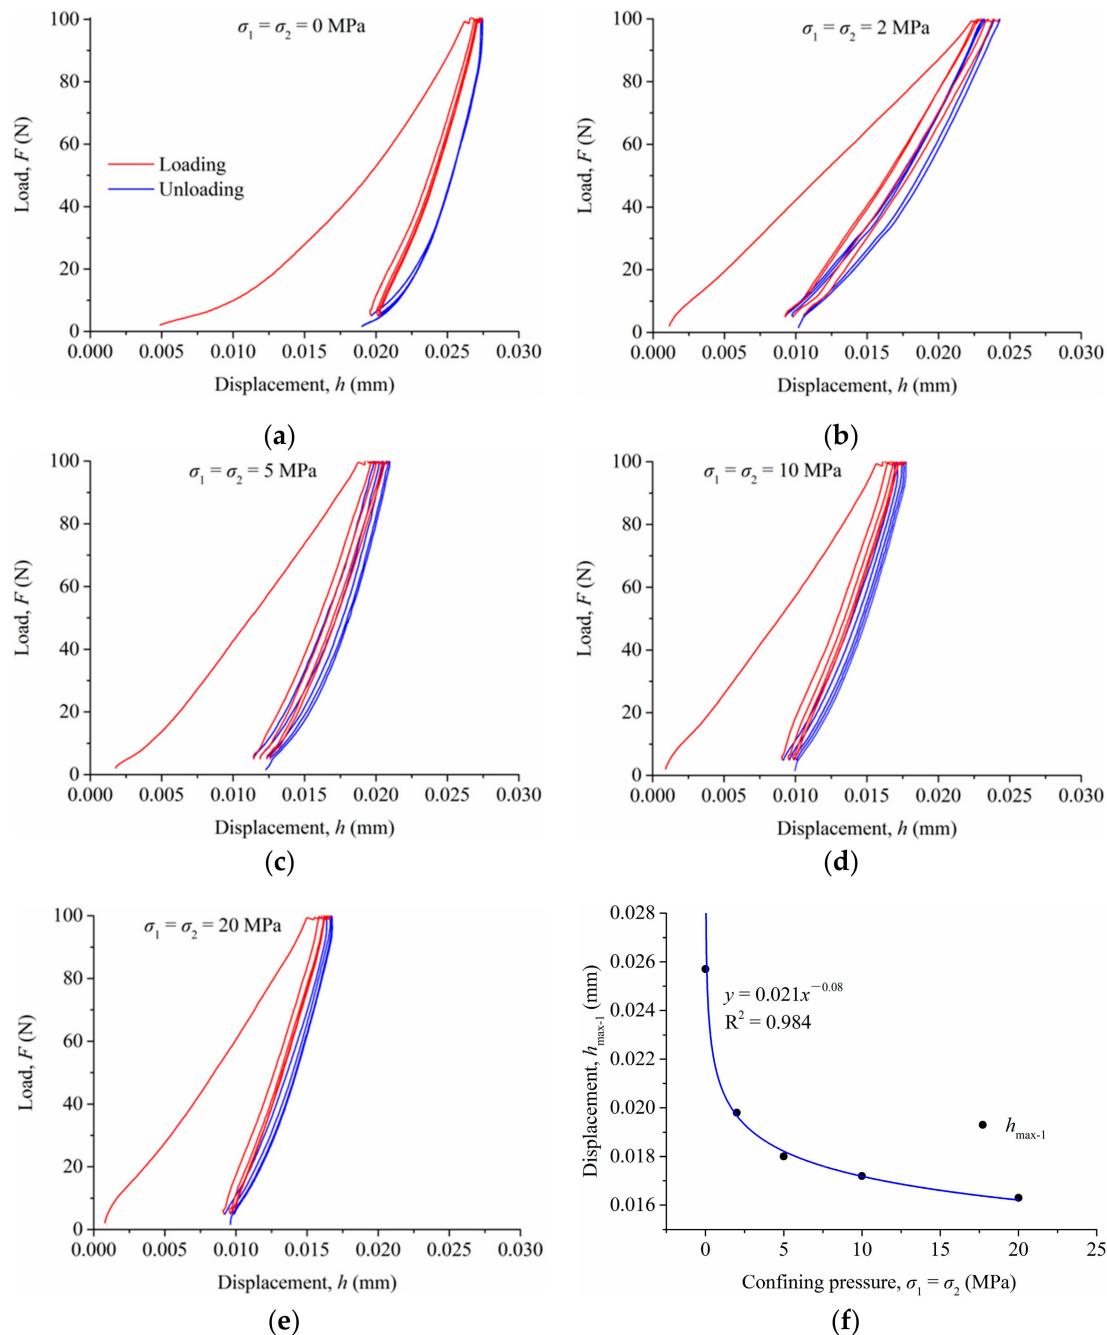 σ1 = σ2 = 0 MPa
100
80
60
40
20
0
Load, F (N)
Loading
Unloading
0.000 0.005 0.010 0.015 0.020 0.025 0.030
Displacement, h (mm)
(a)
σ1 = σ2 = 2 MPa
100
80
60
40
20
0
Load, F (N)
0.000 0.005 0.010 0.015 0.020 0.025 0.030
Displacement, h (mm)
(b)
σ1 = σ2 = 5 MPa
100
80
60
40
20
0
Load, F (N)
0.000 0.005 0.010 0.015 0.020 0.025 0.030
Displacement, h (mm)
(c)
σ1 = σ2 = 10 MPa
100
80
60
40
20
0
Load, F (N)
0.000 0.005 0.010 0.015 0.020 0.025 0.030
Displacement, h (mm)
(d)
σ1 = σ2 = 20 MPa
100
80
60
40
20
0
Load, F (N)
0.000 0.005 0.010 0.015 0.020 0.025 0.030
Displacement, h (mm)
(e)
0.028
0.026
0.024
0.022
0.020
0.018
0.016
Displacement, hmax-1 (mm)
y = 0.021x−0.08
R2 = 0.984
hmax-1
0 5 10 15 20 25
Confining pressure, σ1 = σ2 (MPa)
(f)